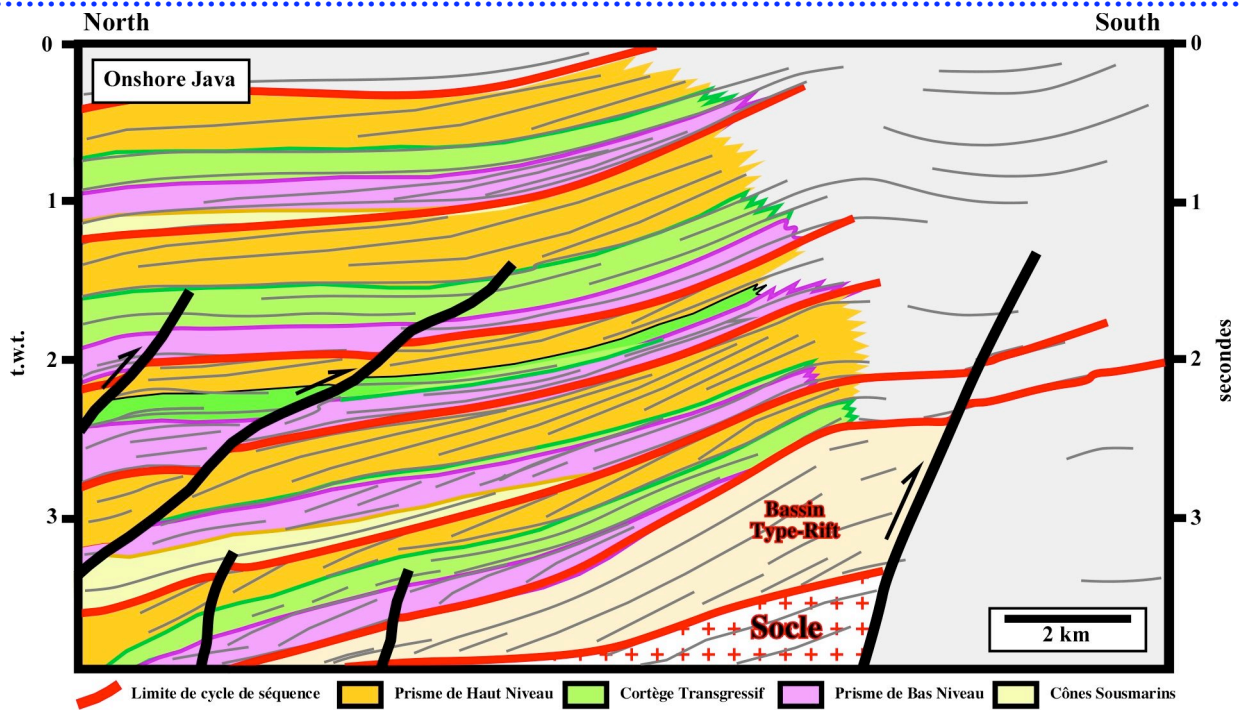 North
South
0
0
Onshore Java
1
1
t.w.t.
2
2
secondes
3
3
Bassin
Type-Rift
Socle
2 km
Limite de cycle de séquence
Prisme de Haut Niveau
Cortège Transgressif
Prisme de Bas Niveau
Cônes Sousmarins